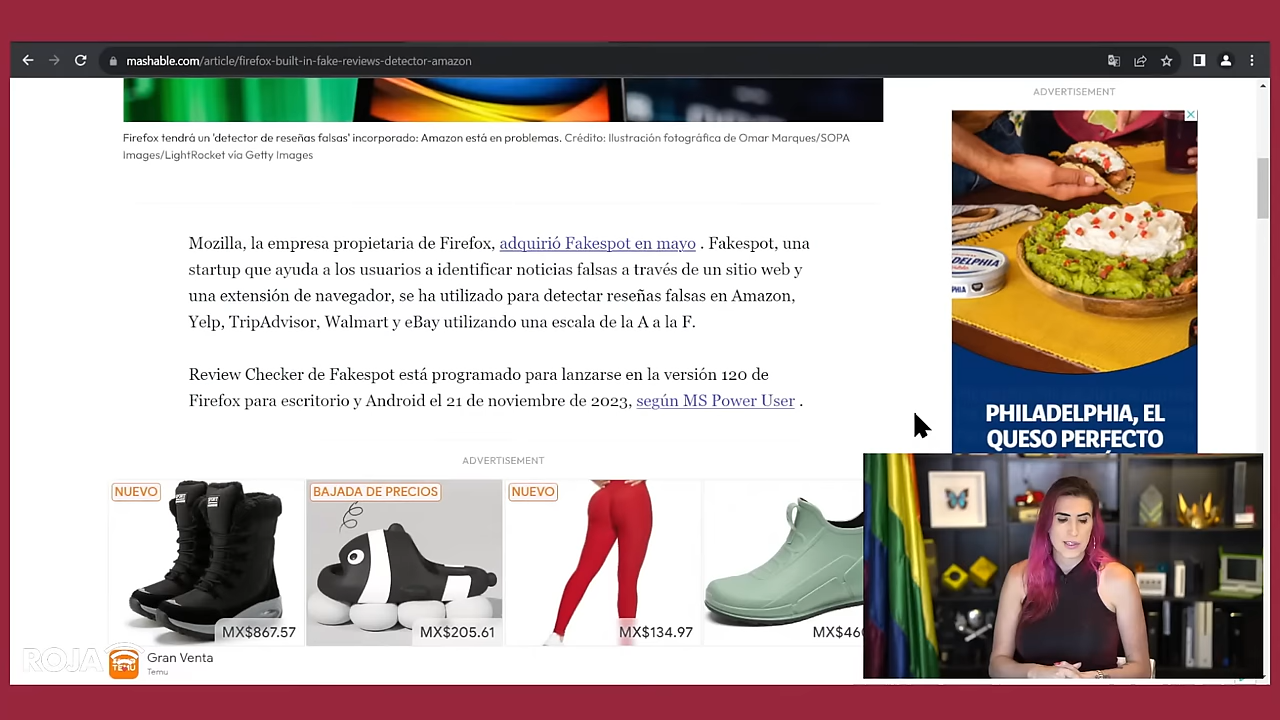 mashable.com/article/firefox-built-in-fake-reviews-detector-amazon
ADVERTISEMENT
Firefox tendrá un 'detector de reseñas falsas' incorporado: Amazon está en problemas. Crédito: Ilustración fotográfica de Omar Marques/SOPA
Images/LightRocket vía Getty Images
Mozilla, la empresa propietaria de Firefox, adquirió Fakespot en mayo . Fakespot, una
startup que ayuda a los usuarios a identificar noticias falsas a través de un sitio web y
una extensión de navegador, se ha utilizado para detectar reseñas falsas en Amazon,
Yelp, TripAdvisor, Walmart y eBay utilizando una escala de la A a la F.
Review Checker de Fakespot está programado para lanzarse en la versión 120 de
Firefox para escritorio y Android el 21 de noviembre de 2023, según MS Power User .
PHILADELPHIA, EL
QUESO PERFECTO
ADVERTISEMENT
NUEVO
BAJADA DE PRECIOS
NUEVO
MX$867.57
MX$205.61
MX$134.97
ROJA
TEMU
Gran Venta
Temu